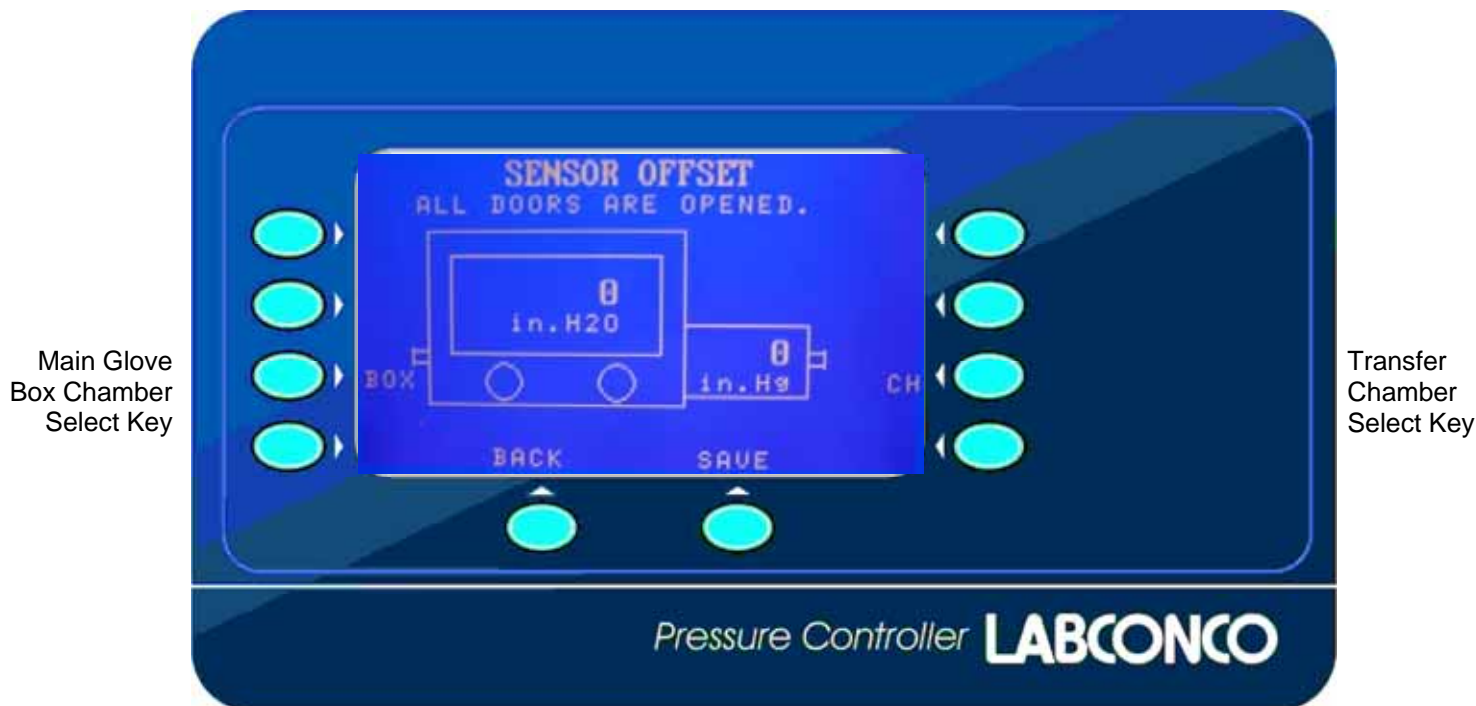 SENSOR OFFSET
ALL DOORS ARE OPENED.
0
in.H2O
0
in.Hg
BOX
CH
BACK
SAVE
Main Glove
Box Chamber
Select Key
Transfer
Chamber
Select Key
Pressure Controller LABCONCO